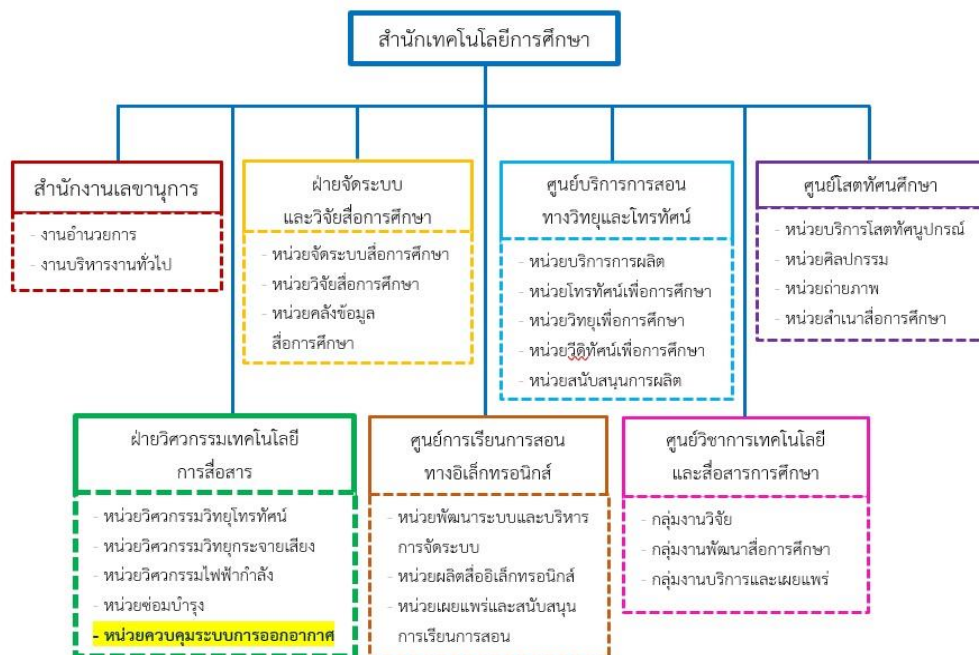 สำนักเทคโนโลยีการศึกษา
สำนักงานเลขานุการ
- งานอำนวยการ
- งานบริหารงานทั่วไป
ฝ่ายจัดระบบ
และวิจัยสื่อการศึกษา
- หน่วยจัดระบบสื่อการศึกษา
- หน่วยวิจัยสื่อการศึกษา
- หน่วยคลังข้อมูล
สื่อการศึกษา
ศูนย์บริการการสอน
ทางวิทยุและโทรทัศน์
- หน่วยบริการการผลิต
- หน่วยโทรทัศน์เพื่อการศึกษา
- หน่วยวิทยุเพื่อการศึกษา
- หน่วยวีดิทัศน์เพื่อการศึกษา
- หน่วยสนับสนุนการผลิต
ศูนย์โสตทัศนศึกษา
- หน่วยบริการโสตทัศนูปกรณ์
- หน่วยศิลปกรรม
- หน่วยถ่ายภาพ
- หน่วยสำเนาสื่อการศึกษา
ฝ่ายวิศวกรรมเทคโนโลยี
การสื่อสาร
- หน่วยวิศวกรรมวิทยุโทรทัศน์
- หน่วยวิศวกรรมวิทยุกระจายเสียง
- หน่วยวิศวกรรมไฟฟ้ากำลัง
- หน่วยซ่อมบำรุง
- หน่วยควบคุมระบบการออกอากาศ
ศูนย์การเรียนการสอน
ทางอิเล็กทรอนิกส์
- หน่วยพัฒนาระบบและบริหาร
การจัดระบบ
- หน่วยผลิตสื่ออิเล็กทรอนิกส์
- หน่วยเผยแพร่และสนับสนุน
การเรียนการสอน
ศูนย์วิชาการเทคโนโลยี
และสื่อสารการศึกษา
- กลุ่มงานวิจัย
- กลุ่มงานพัฒนาสื่อการศึกษา
- กลุ่มงานบริการและเผยแพร่